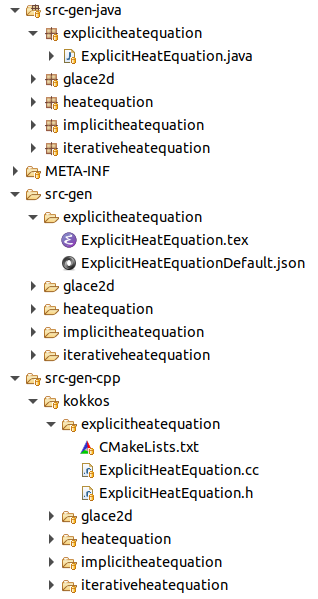 src-gen-java
explicitheatequation
ExplicitHeatEquation.java
glace2d
heatequation
implicitheatequation
iterativeheatequation
META-INF
src-gen
explicitheatequation
ExplicitHeatEquation.tex
ExplicitHeatEquationDefault.json
glace2d
heatequation
implicitheatequation
iterativeheatequation
src-gen-cpp
kokkos
explicitheatequation
CMakeLists.txt
ExplicitHeatEquation.cc
ExplicitHeatEquation.h
glace2d
heatequation
implicitheatequation
iterativeheatequation